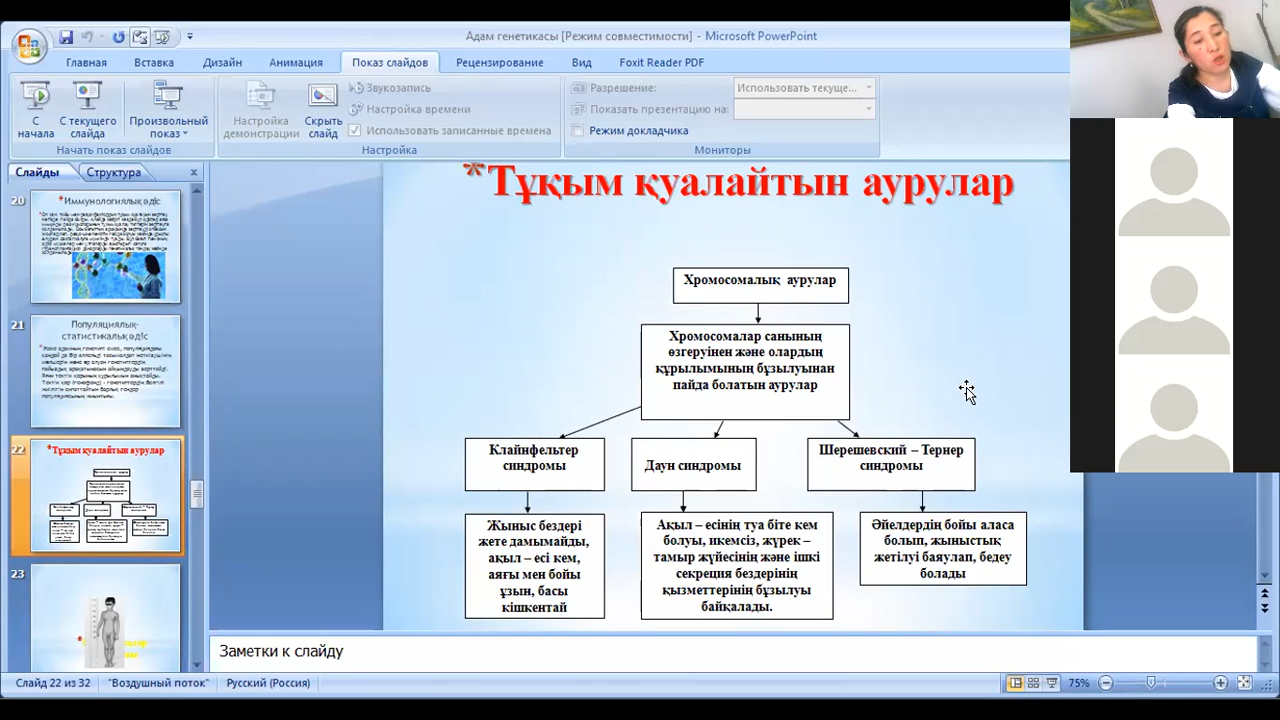 Адам генетикасы [Режим совместимости] - Microsoft PowerPoint
Главная Вставка Дизайн Анимация Показ слайдов Рецензирование Вид Foxit Reader PDF
С начала
С текущего слайда
Произвольный показ
Начать показ слайдов
Настройка демонстрации
Скрыть слайд
Звукозапись
Настройка времени
Использовать записанные времена
Настройка
Разрешение: Использовать текуще...
Показать презентацию на:
Режим докладчика
Мониторы
Слайды Структура
20
*Иммунологиялық әдіс
21
Популяциялық-
статистикалық әдіс
22
*Тұқым қуалайтын аурулар
23
*Тұқым қуалайтын аурулар
Хромосомалық аурулар
Хромосомалар санының
өзгеруінен және олардың
құрылымының бұзылуынан
пайда болатын аурулар
Клайнфельтер
синдромы
Даун синдромы
Шерешевский – Тернер
синдромы
Жыныс бездері
жете дамымайды,
ақыл – есі кем,
аяғы мен бойы
ұзын, басы
кішкентай
Ақыл – есінің туа біте кем
болуы, икемсіз, жүрек –
тамыр жүйесінің және ішкі
секреция бездерінің
қызметтерінің бұзылуы
байқалады.
Әйелдердің бойы аласа
болып, жыныстық
жетілуі баяулап, бедеу
болады
Заметки к слайду
Слайд 22 из 32 "Воздушный поток" Русский (Россия) 75%